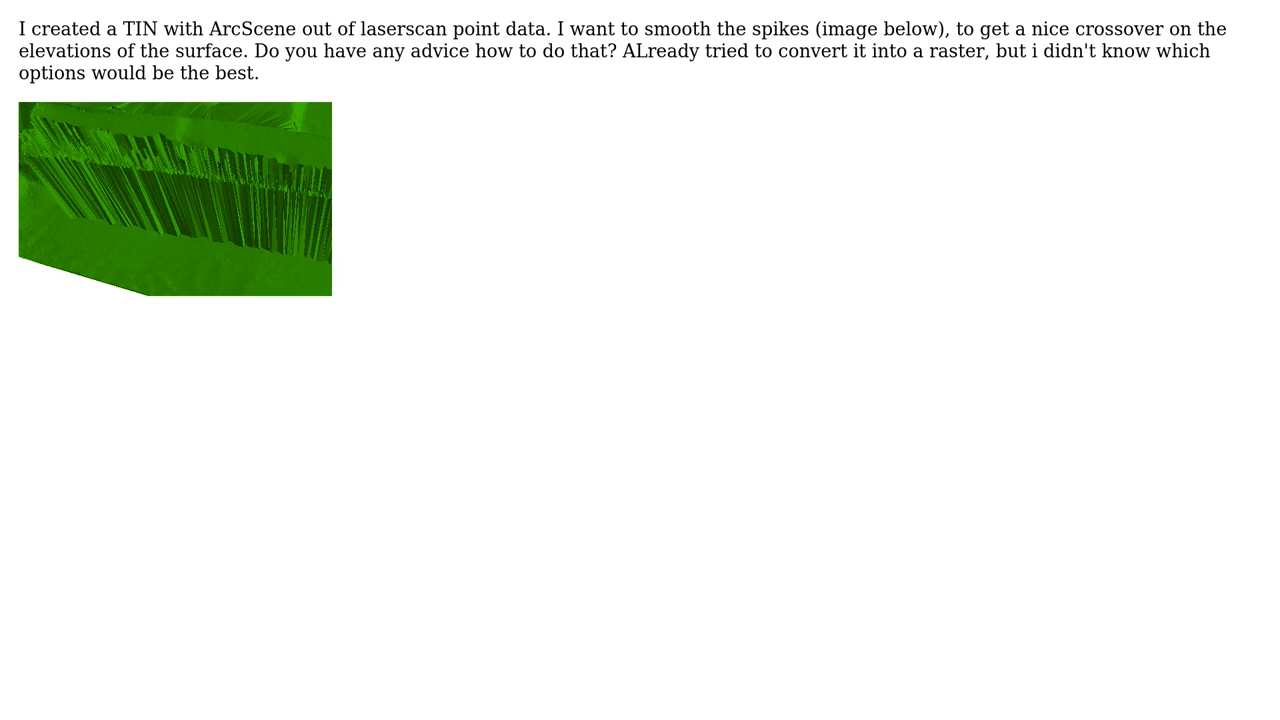 I created a TIN with ArcScene out of laserscan point data. I want to smooth the spikes (image below), to get a nice crossover on the
elevations of the surface. Do you have any advice how to do that? ALready tried to convert it into a raster, but i didn't know which
options would be the best.